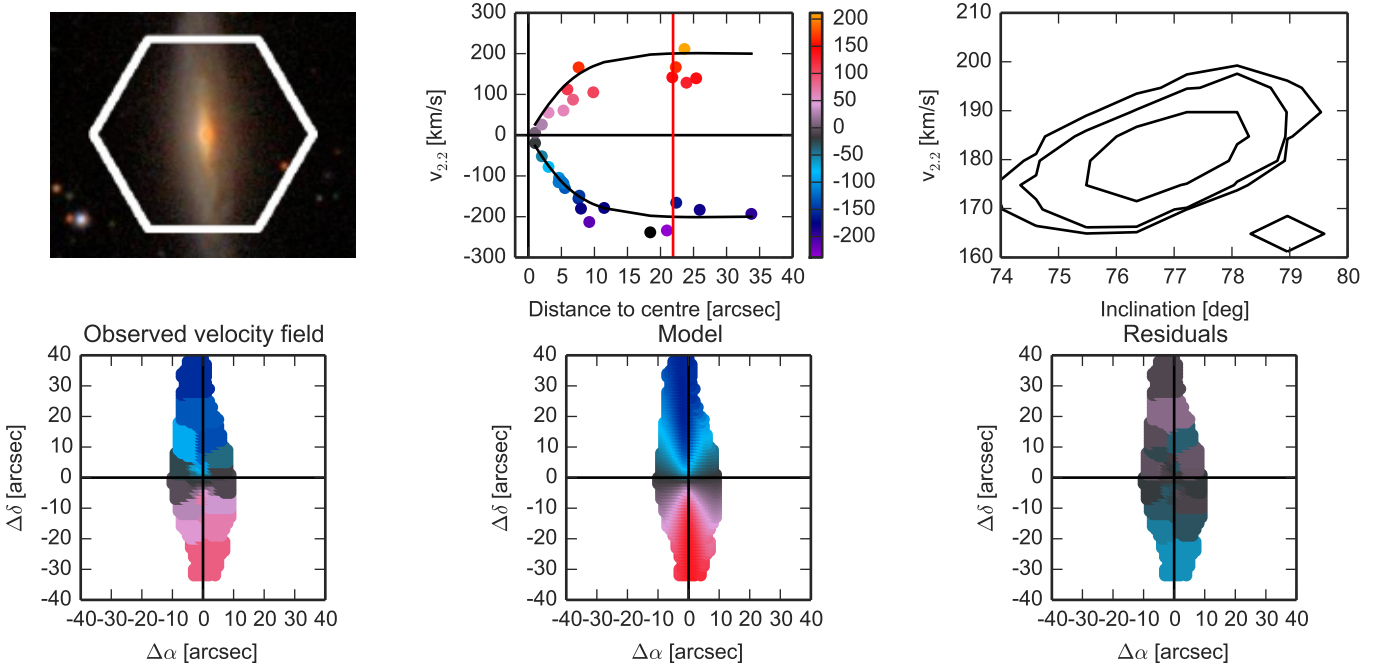 300
200
100
0
-100
-200
-300
v2.2 [km/s]
0 5 10 15 20 25 30 35 40
Distance to centre [arcsec]
200
150
100
50
0
-50
-100
-150
-200
210
200
190
180
170
160
v2.2 [km/s]
74 75 76 77 78 79 80
Inclination [deg]
Observed velocity field
40
30
20
10
0
-10
-20
-30
-40
Δδ [arcsec]
-40-30-20-10 0 10 20 30 40
Δα [arcsec]
Model
40
30
20
10
0
-10
-20
-30
-40
Δδ [arcsec]
-40-30-20-10 0 10 20 30 40
Δα [arcsec]
Residuals
40
30
20
10
0
-10
-20
-30
-40
Δδ [arcsec]
-40-30-20-10 0 10 20 30 40
Δα [arcsec]